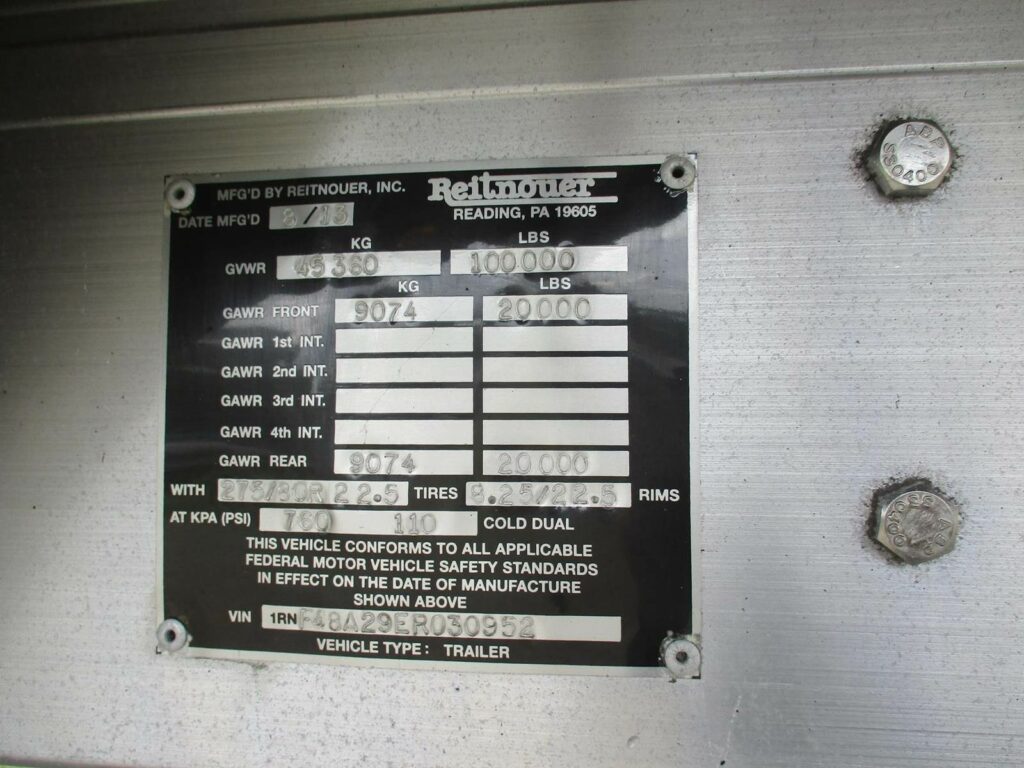 MFG'D BY REITNOUER, INC. Reitnouer
READING, PA 19605
DATE MFG'D 8/13
KG LBS
GVWR 45360 100000
KG LBS
GAWR FRONT 9074 20000
GAWR 1st INT.
GAWR 2nd INT.
GAWR 3rd INT.
GAWR 4th INT.
GAWR REAR 9074 20000
WITH 275/80R 22.5 TIRES 8.25/22.5 RIMS
AT KPA (PSI) 760 110 COLD DUAL
THIS VEHICLE CONFORMS TO ALL APPLICABLE
FEDERAL MOTOR VEHICLE SAFETY STANDARDS
IN EFFECT ON THE DATE OF MANUFACTURE
SHOWN ABOVE
VIN 1RNF48A29ER030952
VEHICLE TYPE: TRAILER